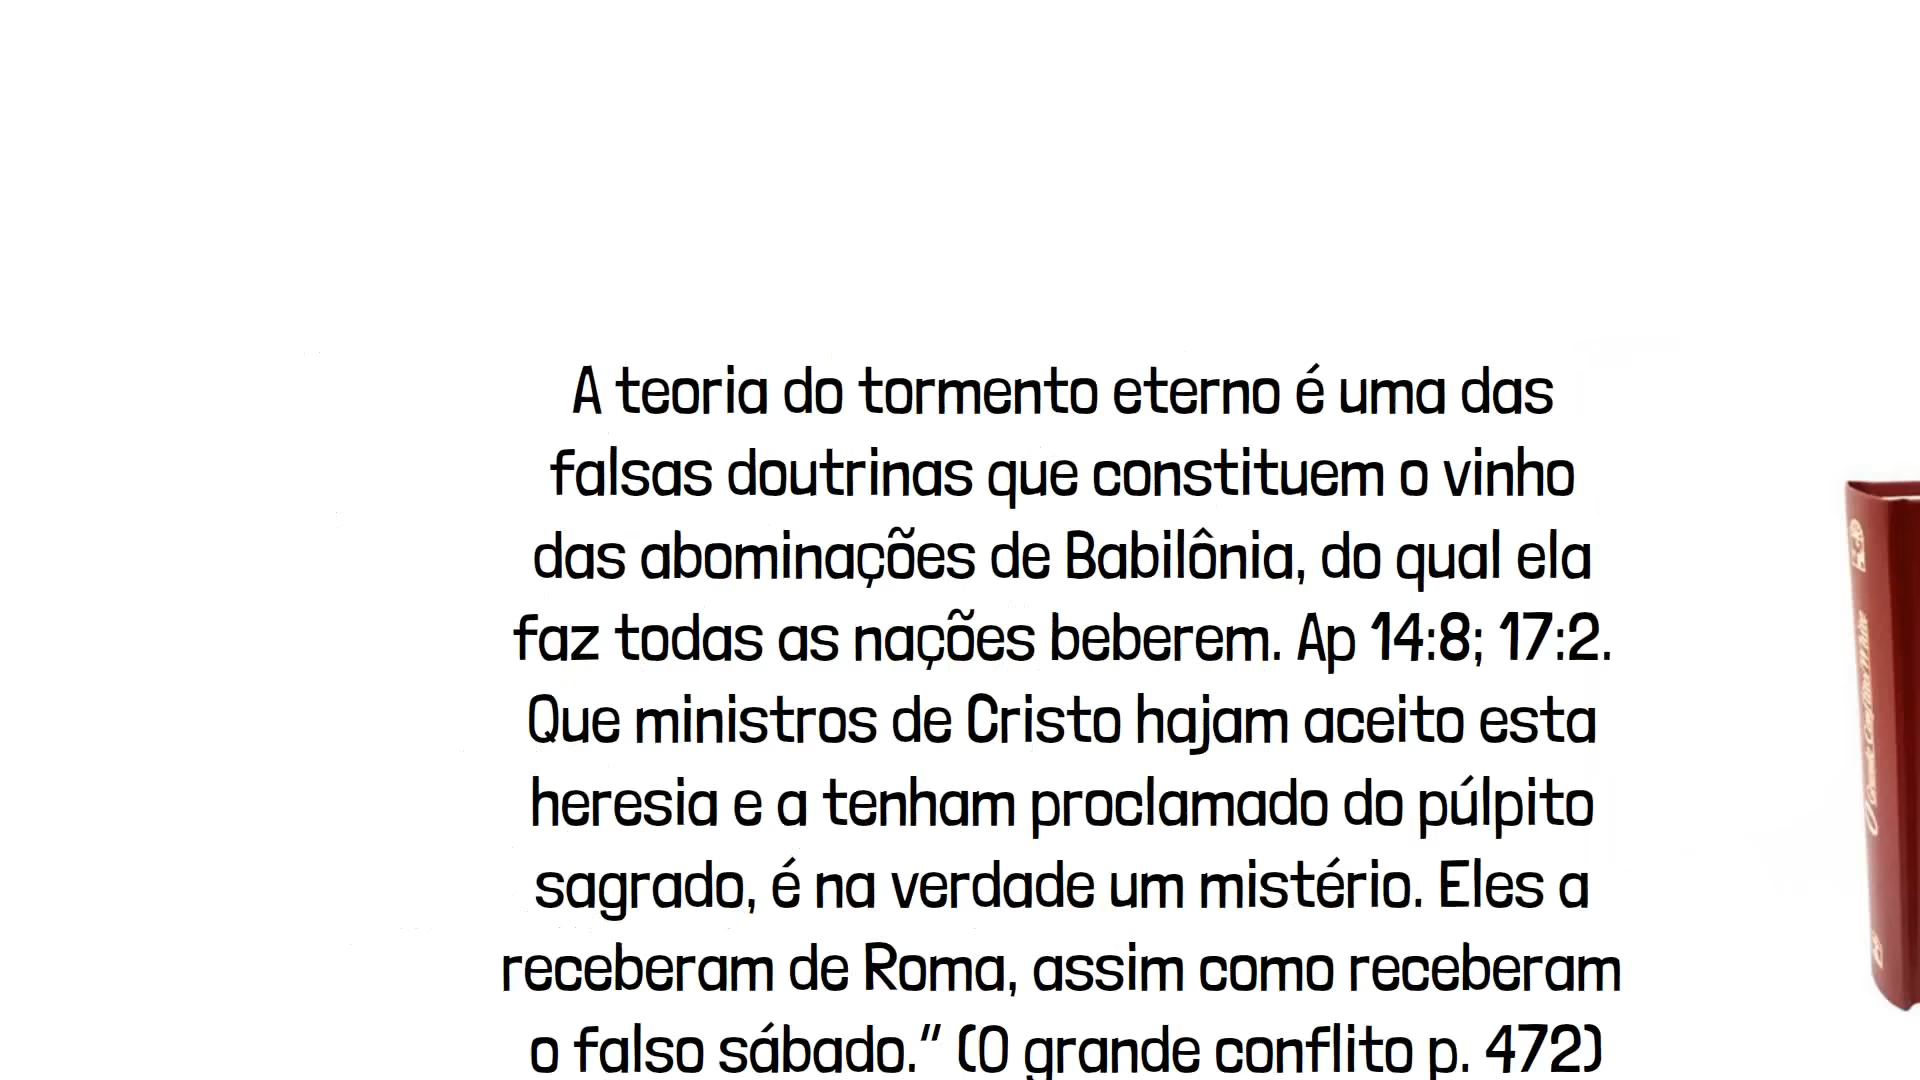 A teoria do tormento eterno é uma das
falsas doutrinas que constituem o vinho
das abominações de Babilônia, do qual ela
faz todas as nações beberem. Ap 14:8; 17:2.
Que ministros de Cristo hajam aceito esta
heresia e a tenham proclamado do púlpito
sagrado, é na verdade um mistério. Eles a
receberam de Roma, assim como receberam
o falso sábado.” (O grande conflito p. 472)